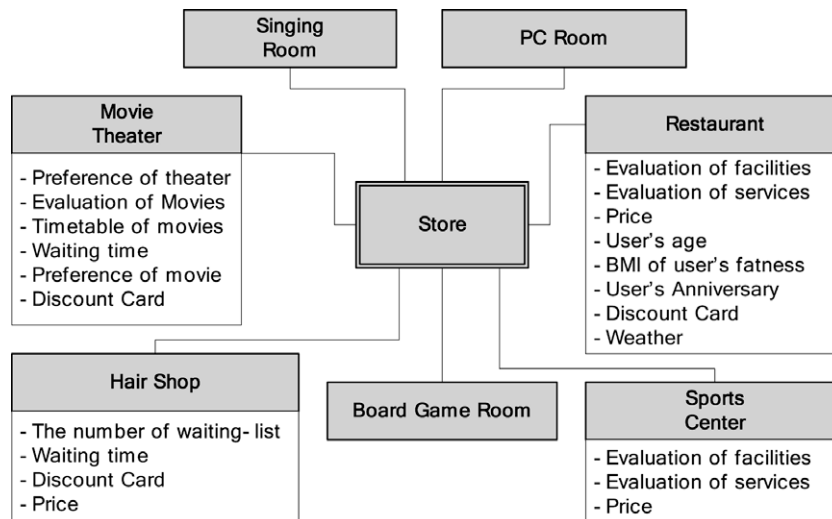 Singing
Room
PC Room
Movie
Theater
- Preference of theater
- Evaluation of Movies
- Timetable of movies
- Waiting time
- Preference of movie
- Discount Card
Store
Restaurant
- Evaluation of facilities
- Evaluation of services
- Price
- User's age
- BMI of user's fatness
- User's Anniversary
- Discount Card
- Weather
Hair Shop
- The number of waiting- list
- Waiting time
- Discount Card
- Price
Board Game Room
Sports
Center
- Evaluation of facilities
- Evaluation of services
- Price